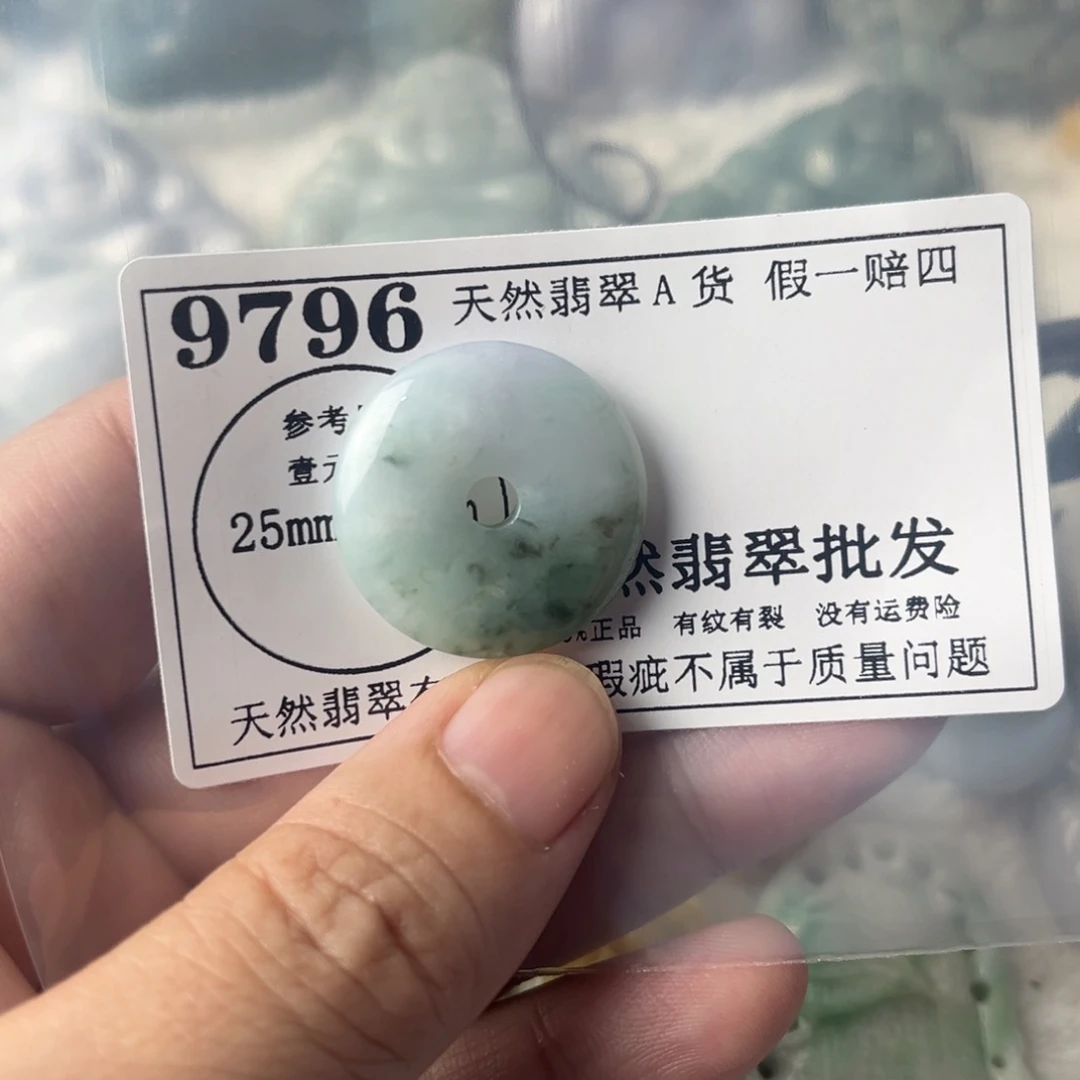 9796 天然翡翠A货 假一赔四
参考
壹元
25mm
然翡翠批发
正品 有纹有裂 没有运费险
天然翡翠有 瑕疵不属于质量问题